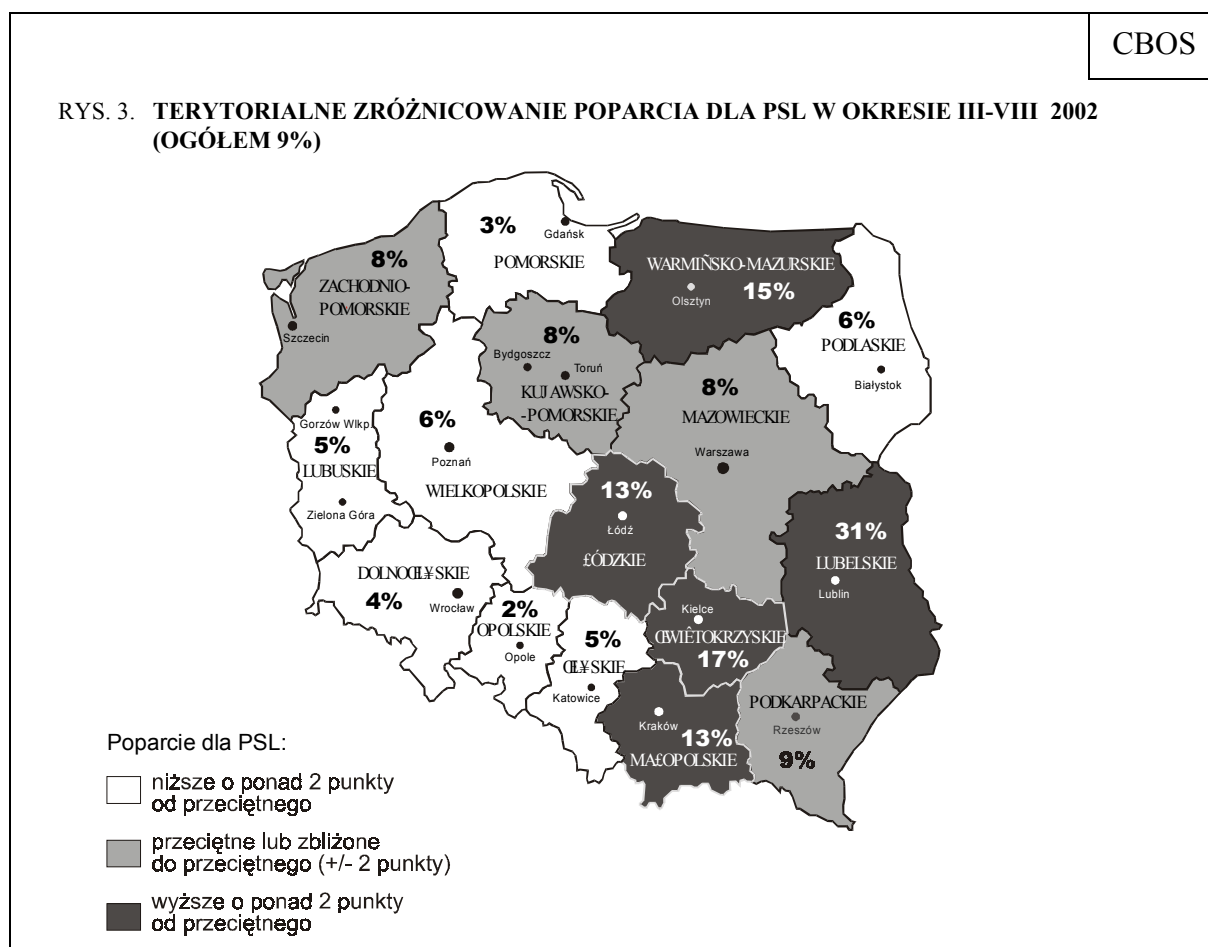 CBOS
RYS. 3. TERYTORIALNE ZRÓŻNICOWANIE POPARCIA DLA PSL W OKRESIE III-VIII 2002
(OGÓŁEM 9%)
3%
Gdańsk
POMORSKIE
8%
ZACHODNIO-
POMORSKIE
Szczecin
WARMIŃSKO-MAZURSKIE
Olsztyn
15%
6%
PODLASKIE
Białystok
8%
Bydgoszcz
Toruń
KUJAWSKO-
-POMORSKIE
8%
MAZOWIECKIE
Warszawa
Gorzów Wlkp.
5%
LUBUSKIE
Zielona Góra
6%
Poznań
WIELKOPOLSKIE
13%
Łódź
£ÓDZKIE
31%
LUBELSKIE
Lublin
DOLNOŒL¥SKIE
4%
Wrocław
2%
OPOLSKIE
Opole
5%
ŒL¥SKIE
Katowice
Kielce
ŒWIÊTOKRZYSKIE
17%
Kraków
13%
MA£OPOLSKIE
PODKARPACKIE
Rzeszów
9%
Poparcie dla PSL:
niższe o ponad 2 punkty
od przeciętnego
przeciętne lub zbliżone
do przeciętnego (+/- 2 punkty)
wyższe o ponad 2 punkty
od przeciętnego